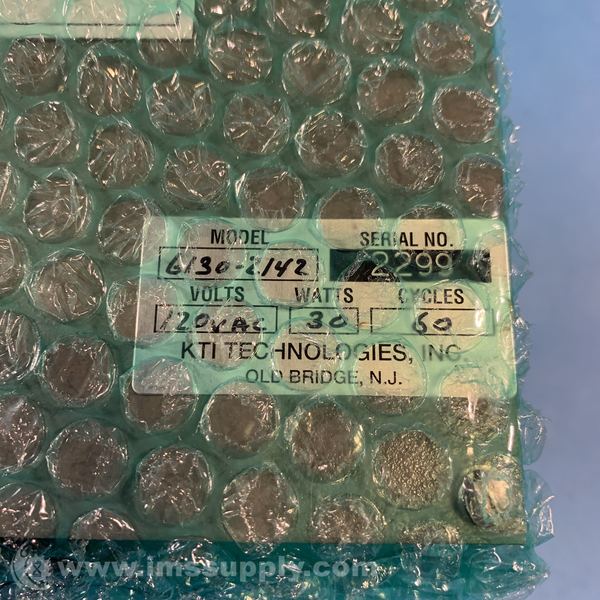 MODEL SERIAL NO.
6130-2142 2299
VOLTS WATTS CYCLES
120VAC 30 60
KTI TECHNOLOGIES, INC.
OLD BRIDGE, N.J.
www.imssupply.com